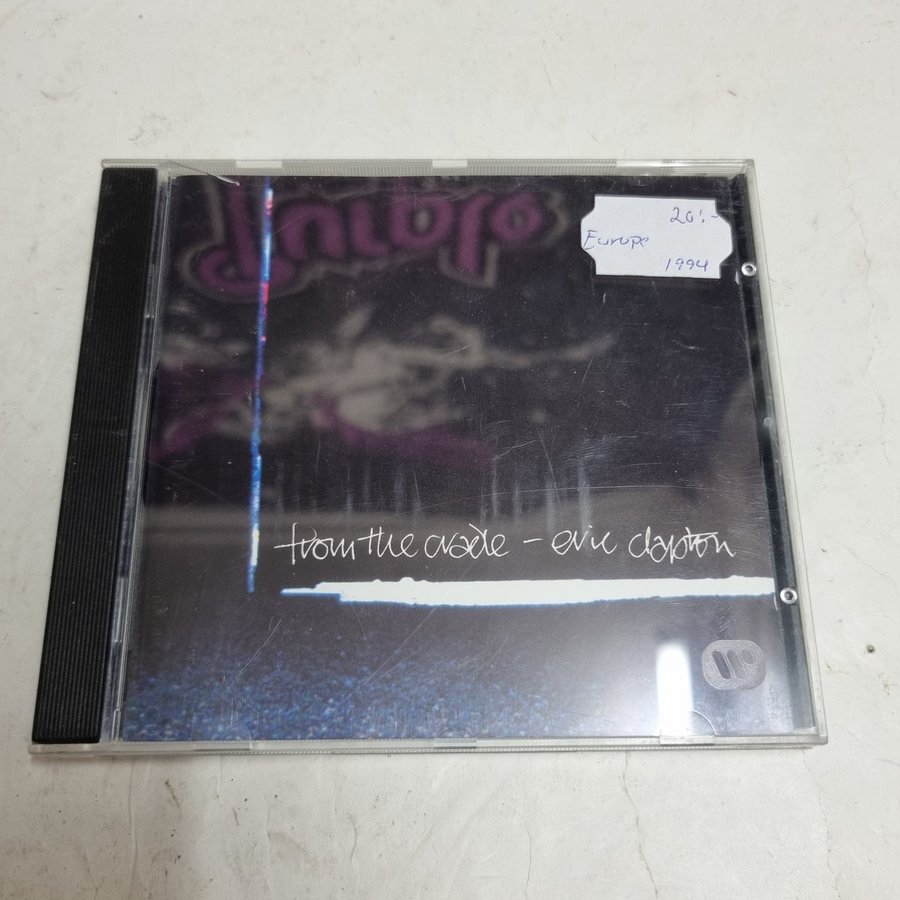 20:-
Europe
1994
from the cradle - eric clapton